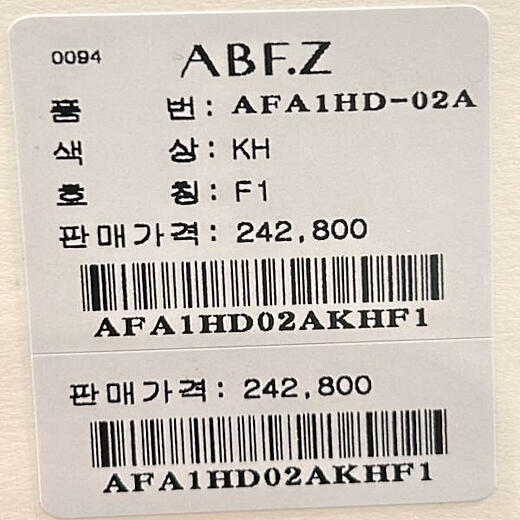 0094 ABF.Z
품 번: AFA1HD-02A
색 상: KH
호 칭: F1
판매가격: 242,800
AFA1HD02AKHF1
판매가격: 242,800
AFA1HD02AKHF1